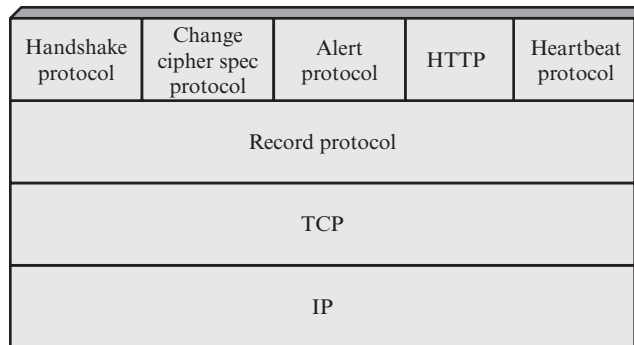 Handshake
protocol
Change
cipher spec
protocol
Alert
protocol
HTTP
Heartbeat
protocol
Record protocol
TCP
IP